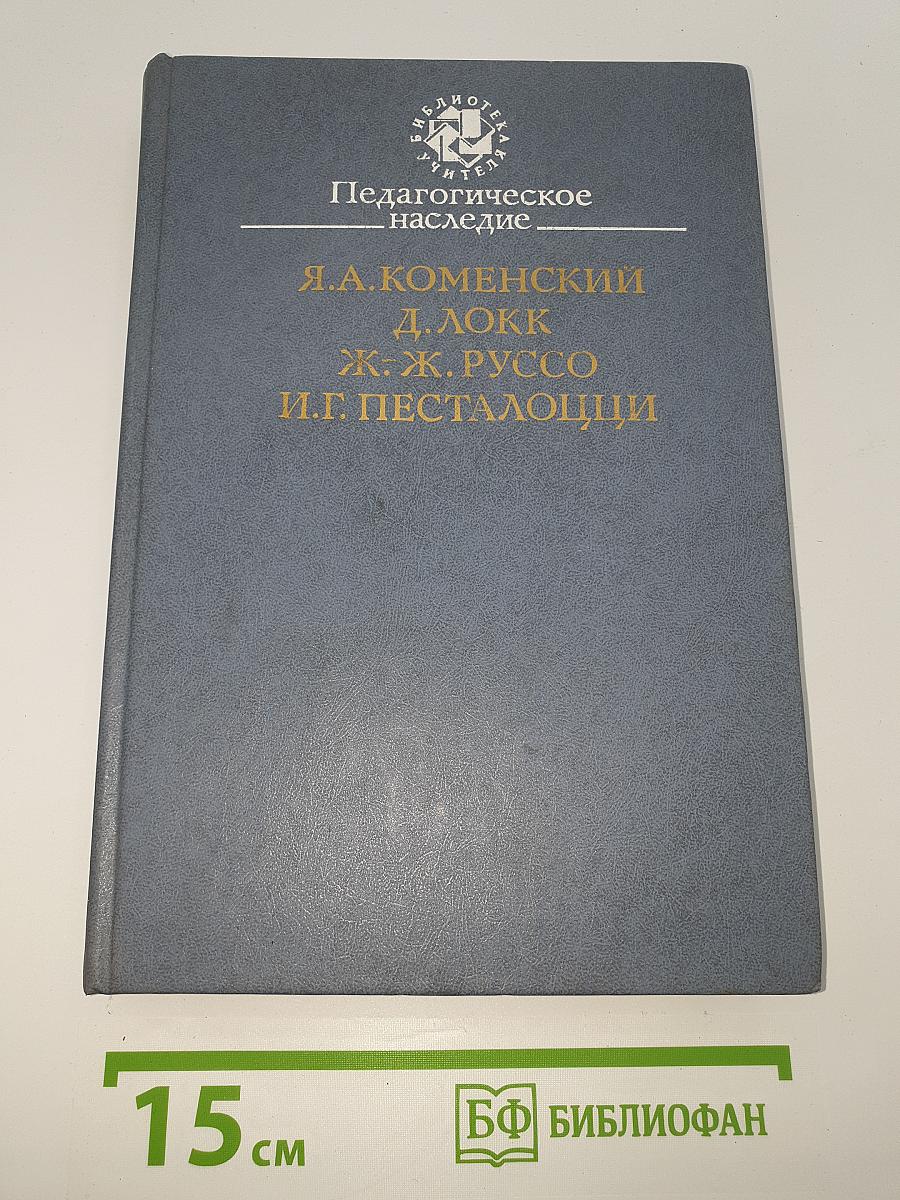 БИБЛИОТЕКА УЧИТЕЛЯ
Педагогическое
наследие
Я.А.КОМЕНСКИЙ
Д.ЛОКК
Ж.-Ж.РУССО
И.Г.ПЕСТАЛОЦЦИ
15 см
БФ БИБЛИОФАН